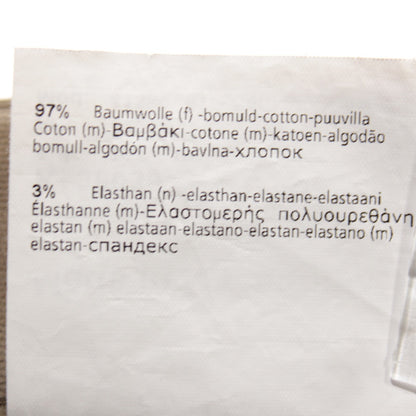 97% Baumwolle (f) -bomuld-cotton-puuvilla
Coton (m)-Βαμβάκι-cotone (m)-katoen-algodão
bomull-algodón (m)-bavlna-хлопок
3% Elasthan (n) -elasthan-elastane-elastaani
Élasthanne (m)-Ελαστομερής πολυουρεθάνη
elastan (m) elastaan-elastano-elastan-elastano (m)
elastan-спандекс